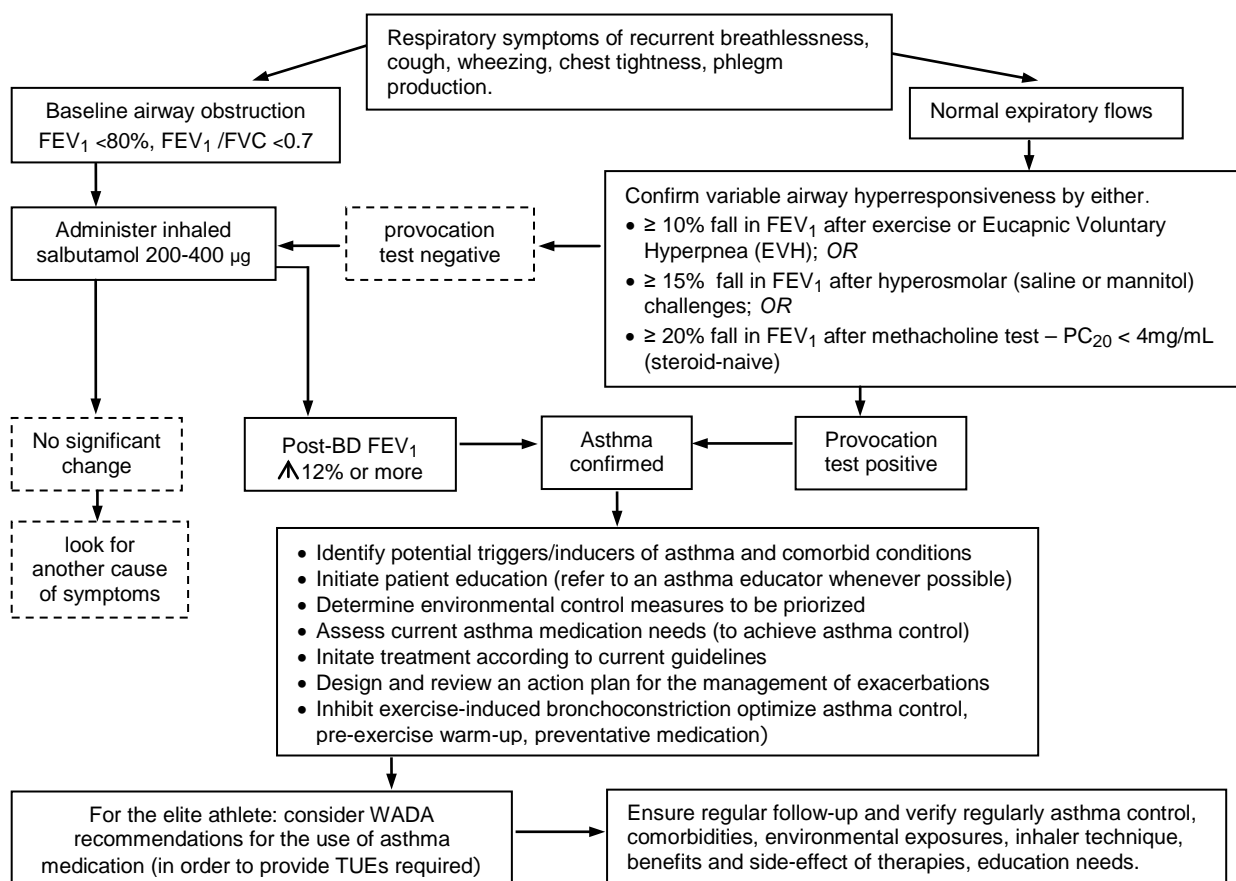 Respiratory symptoms of recurrent breathlessness,
cough, wheezing, chest tightness, phlegm
production.
Baseline airway obstruction
FEV1 <80%, FEV1 /FVC <0.7
Normal expiratory flows
Administer inhaled
salbutamol 200-400 µg
provocation
test negative
Confirm variable airway hyperresponsiveness by either.
• ≥ 10% fall in FEV1 after exercise or Eucapnic Voluntary
Hyperpnea (EVH); OR
• ≥ 15% fall in FEV1 after hyperosmolar (saline or mannitol)
challenges; OR
• ≥ 20% fall in FEV1 after methacholine test – PC20 < 4mg/mL
(steroid-naive)
No significant
change
Post-BD FEV1
↑12% or more
Asthma
confirmed
Provocation
test positive
look for
another cause
of symptoms
• Identify potential triggers/inducers of asthma and comorbid conditions
• Initiate patient education (refer to an asthma educator whenever possible)
• Determine environmental control measures to be priorized
• Assess current asthma medication needs (to achieve asthma control)
• Initate treatment according to current guidelines
• Design and review an action plan for the management of exacerbations
• Inhibit exercise-induced bronchoconstriction optimize asthma control,
pre-exercise warm-up, preventative medication)
For the elite athlete: consider WADA
recommendations for the use of asthma
medication (in order to provide TUEs required)
Ensure regular follow-up and verify regularly asthma control,
comorbidities, environmental exposures, inhaler technique,
benefits and side-effect of therapies, education needs.